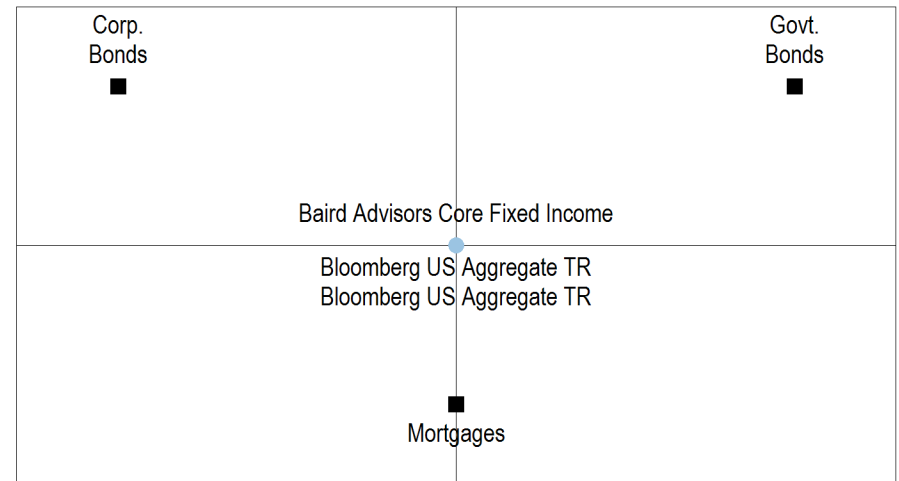 Corp.
Bonds
Govt.
Bonds
Baird Advisors Core Fixed Income
Bloomberg US Aggregate TR
Bloomberg US Aggregate TR
Mortgages